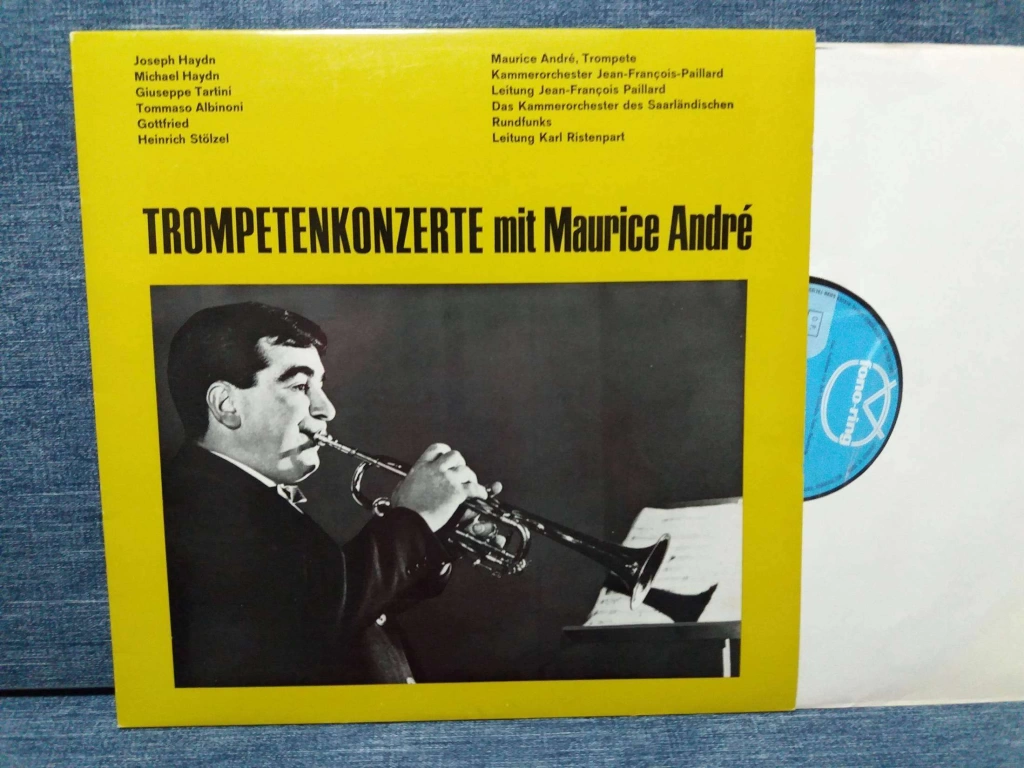 Joseph Haydn
Michael Haydn
Giuseppe Tartini
Tommaso Albinoni
Gottfried
Heinrich Stölzel
Maurice André, Trompete
Kammerorchester Jean-François-Paillard
Leitung Jean-François Paillard
Das Kammerorchester des Saarländischen
Rundfunks
Leitung Karl Ristenpart
TROMPETENKONZERTE mit Maurice André
fono-ring